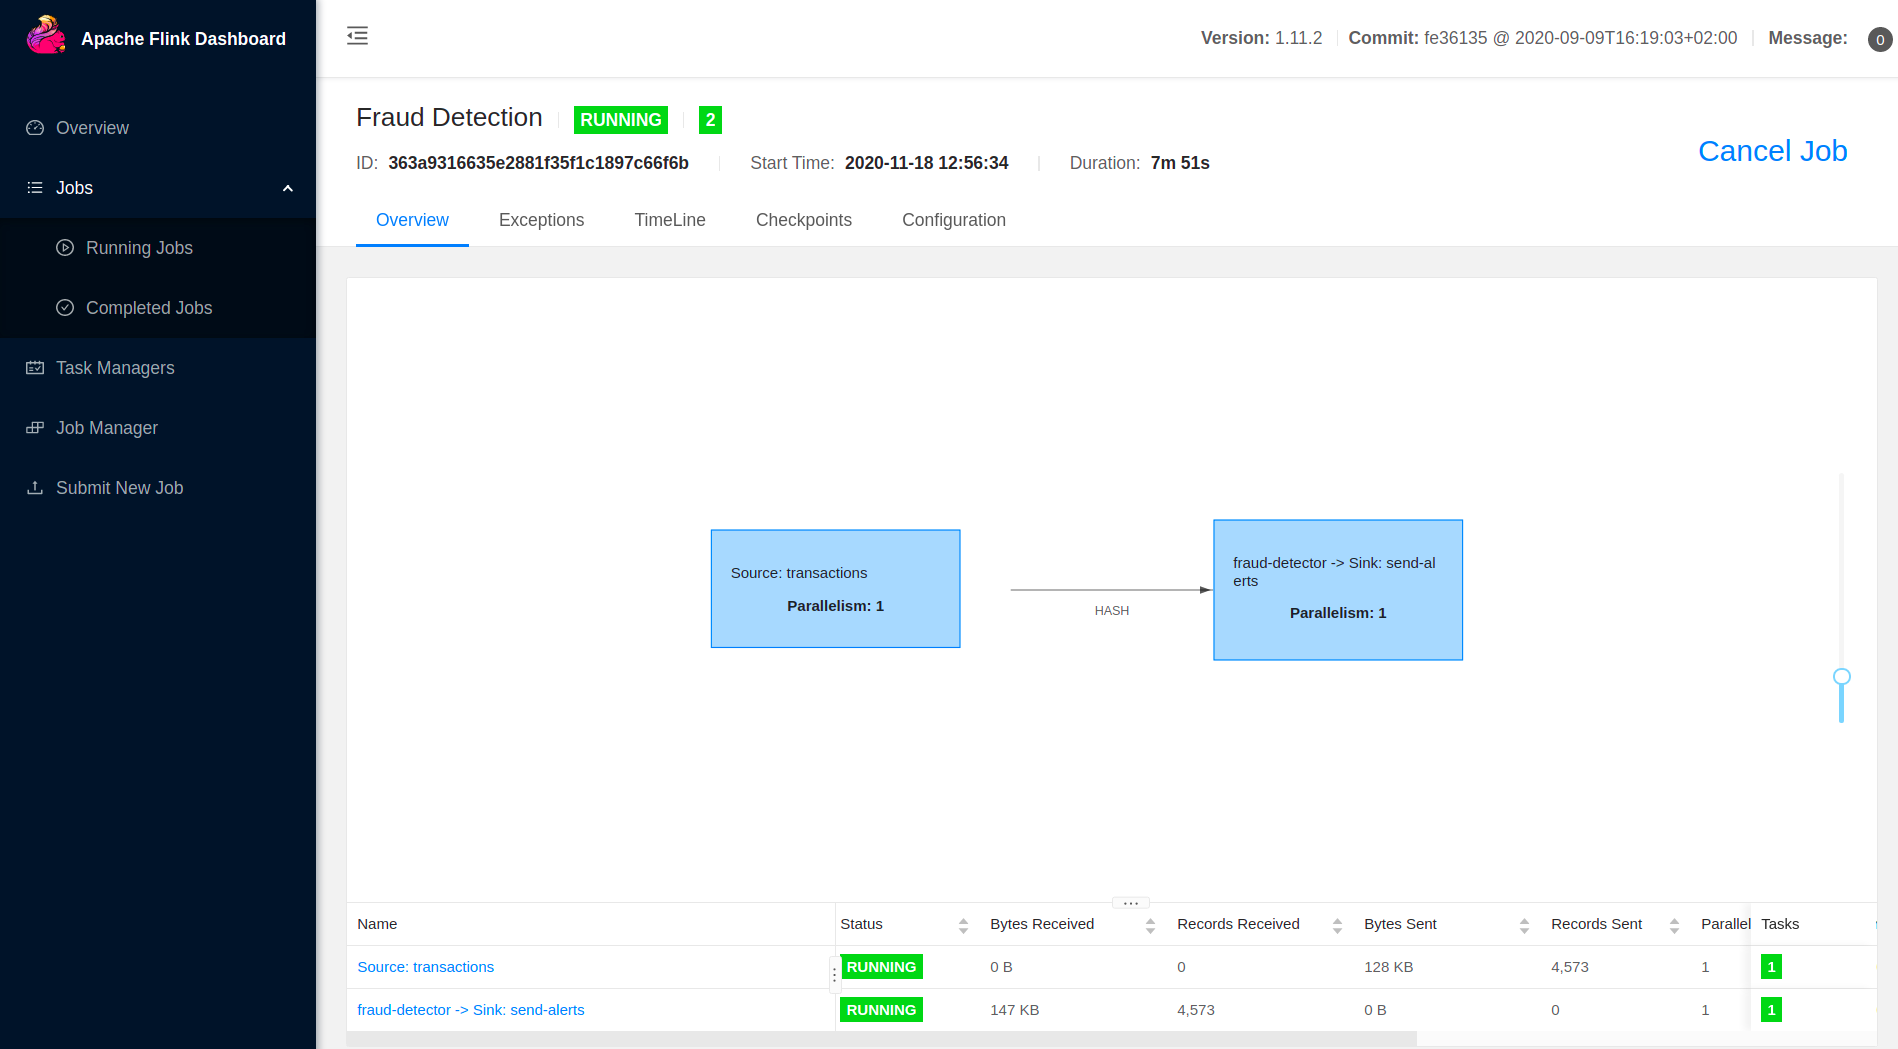 Apache Flink Dashboard
Version: 1.11.2 Commit: fe36135 @ 2020-09-09T16:19:03+02:00 Message: 0
Overview
Jobs
Running Jobs
Completed Jobs
Task Managers
Job Manager
Submit New Job
Fraud Detection RUNNING 2
ID: 363a9316635e2881f35f1c1897c66f6b Start Time: 2020-11-18 12:56:34 Duration: 7m 51s
Cancel Job
Overview Exceptions TimeLine Checkpoints Configuration
Source: transactions
Parallelism: 1
HASH
fraud-detector -> Sink: send-al
erts
Parallelism: 1
Name Status Bytes Received Records Received Bytes Sent Records Sent Parallel Tasks
Source: transactions RUNNING 0 B 0 128 KB 4,573 1 1
fraud-detector -> Sink: send-alerts RUNNING 147 KB 4,573 0 B 0 1 1